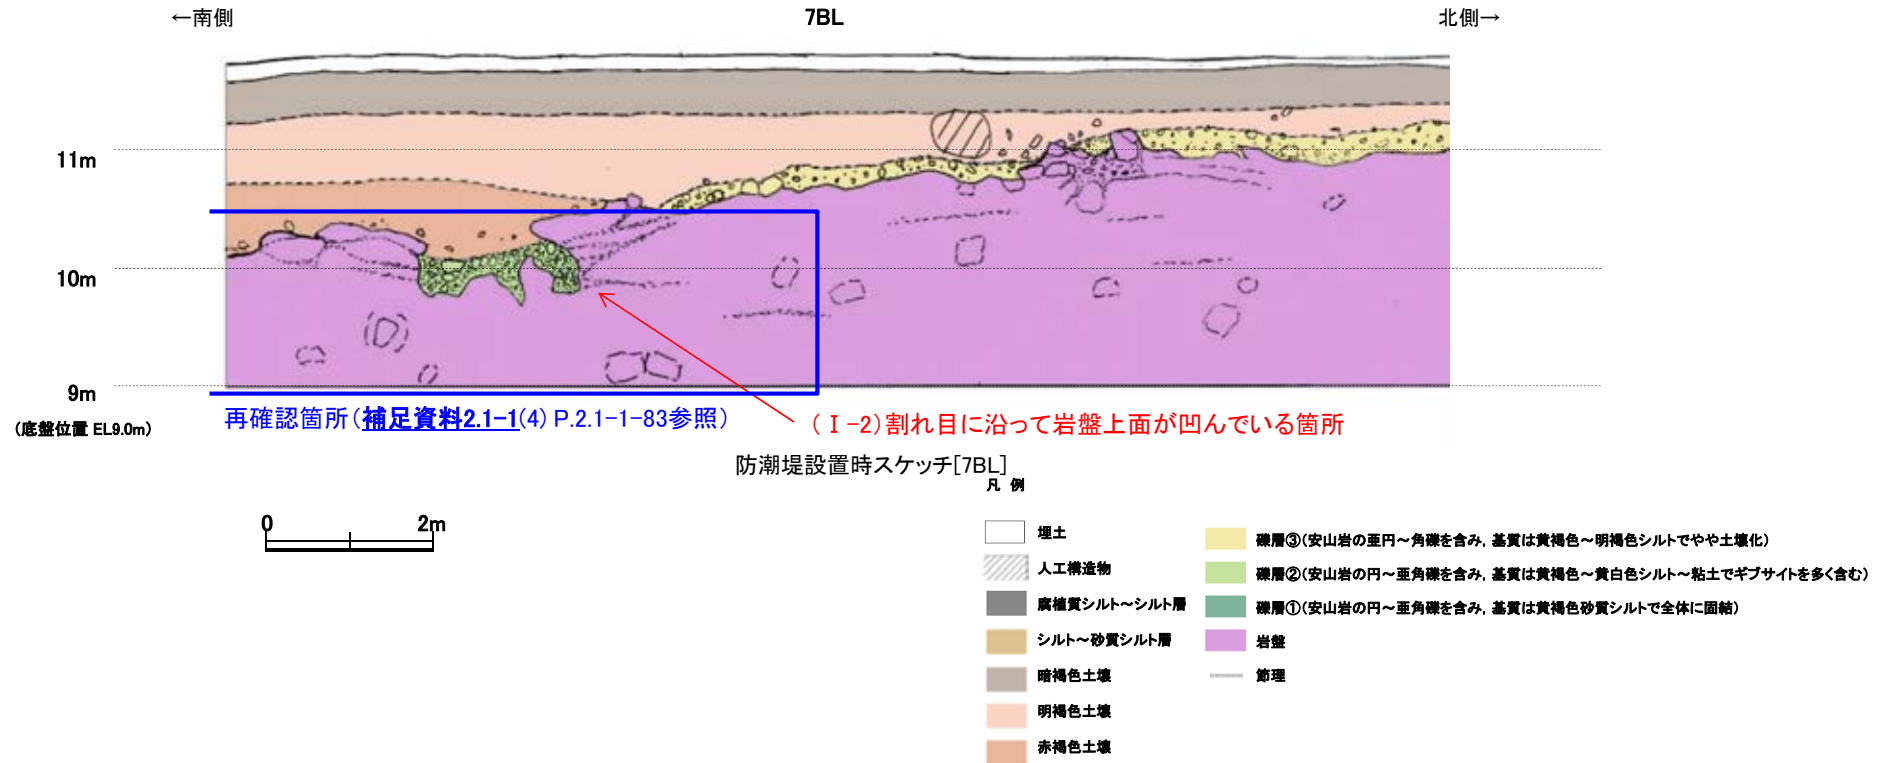 ←南側
7BL
北側→
11m
10m
9m
(底盤位置 EL9.0m)
再確認箇所(補足資料2.1-1(4) P.2.1-1-83参照)
(Ⅰ-2)割れ目に沿って岩盤上面が凹んでいる箇所
防潮堤設置時スケッチ[7BL]
0 2m
凡 例
埋土
人工構造物
腐植質シルト～シルト層
シルト～砂質シルト層
暗褐色土壌
明褐色土壌
赤褐色土壌
礫層③(安山岩の亜円～角礫を含み, 基質は黄褐色～明褐色シルトでやや土壌化)
礫層②(安山岩の円～亜角礫を含み, 基質は黄褐色～黄白色シルト～粘土でギブサイトを多く含む)
礫層①(安山岩の円～亜角礫を含み, 基質は黄褐色砂質シルトで全体に固結)
岩盤
節理